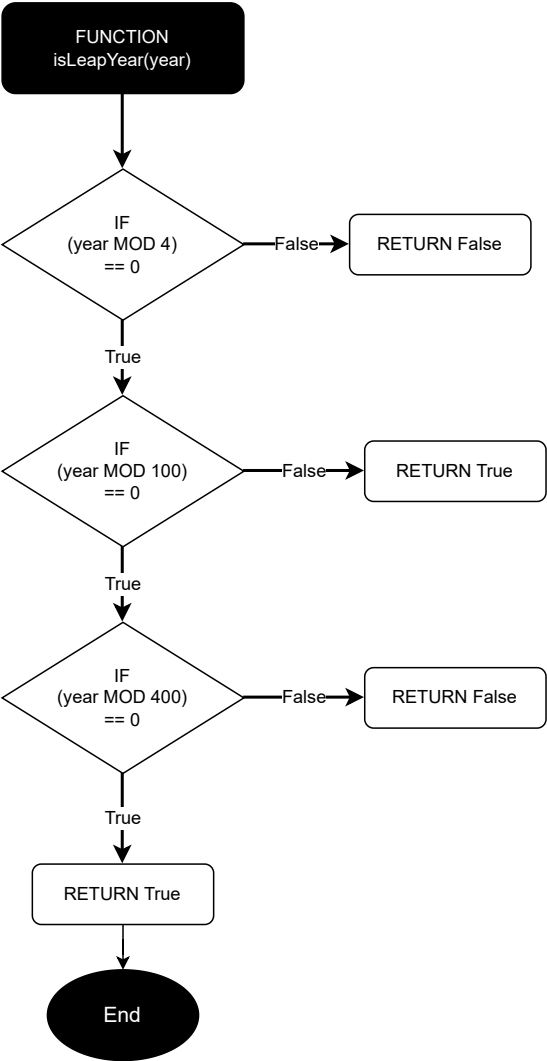 FUNCTION
isLeapYear(year)
IF
(year MOD 4)
== 0
False
RETURN False
True
IF
(year MOD 100)
== 0
False
RETURN True
True
IF
(year MOD 400)
== 0
False
RETURN False
True
RETURN True
End